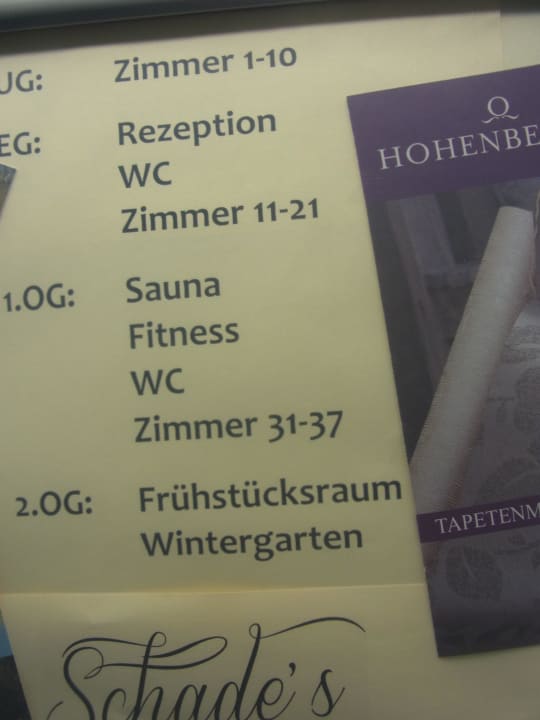 UG: Zimmer 1-10
EG: Rezeption
WC
Zimmer 11-21
1.OG: Sauna
Fitness
WC
Zimmer 31-37
2.OG: Frühstücksraum
Wintergarten
Schade's
HOHENBE
TAPETENM